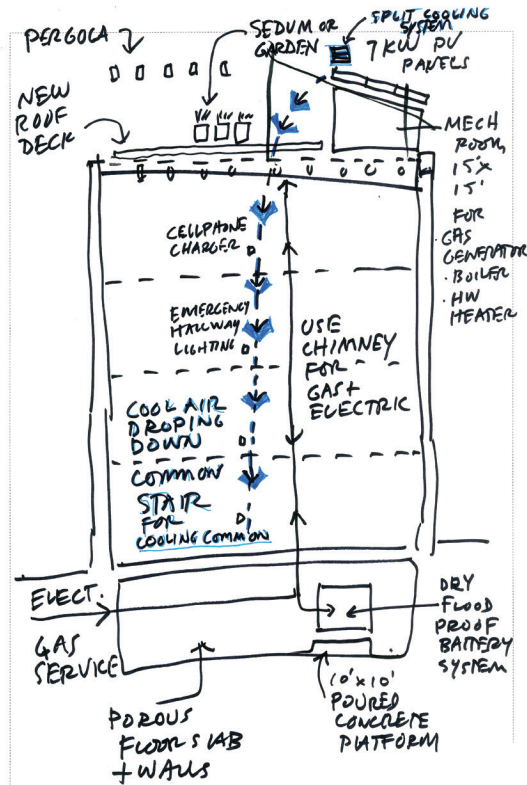 PERGOLA
SEDUM OR
GARDEN
SPLIT COOLING
SYSTEM
7 KW PV
PANELS
NEW
ROOF
DECK
MECH
ROOM
15'X
15'
FOR
GAS
GENERATOR
· BOILER
· HW
HEATER
CELLPHONE
CHARGER
EMERGENCY
HALLWAY
LIGHTING
USE
CHIMNEY
FOR
GAS +
ELECTRIC
COOL AIR
DROPING
DOWN
COMMON
STAIR
FOR
COOLING COMMON
ELECT.
GAS
SERVICE
DRY
FLOOD
PROOF
BATTERY
SYSTEM
10'X10'
POURED
CONCRETE
PLATFORM
POROUS
FLOOR SLAB
+ WALLS